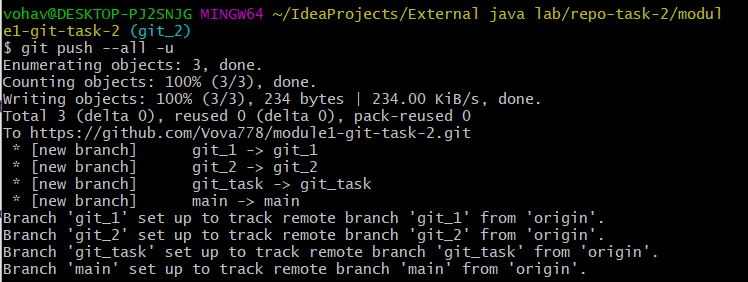 vohav@DESKTOP-PJ2SNJG MINGW64 ~/IdeaProjects/External java lab/repo-task-2/modul
e1-git-task-2 (git_2)
$ git push --all -u
Enumerating objects: 3, done.
Counting objects: 100% (3/3), done.
Writing objects: 100% (3/3), 234 bytes | 234.00 KiB/s, done.
Total 3 (delta 0), reused 0 (delta 0), pack-reused 0
To https://github.com/Vova778/module1-git-task-2.git
 * [new branch]      git_1 -> git_1
 * [new branch]      git_2 -> git_2
 * [new branch]      git_task -> git_task
 * [new branch]      main -> main
Branch 'git_1' set up to track remote branch 'git_1' from 'origin'.
Branch 'git_2' set up to track remote branch 'git_2' from 'origin'.
Branch 'git_task' set up to track remote branch 'git_task' from 'origin'.
Branch 'main' set up to track remote branch 'main' from 'origin'.